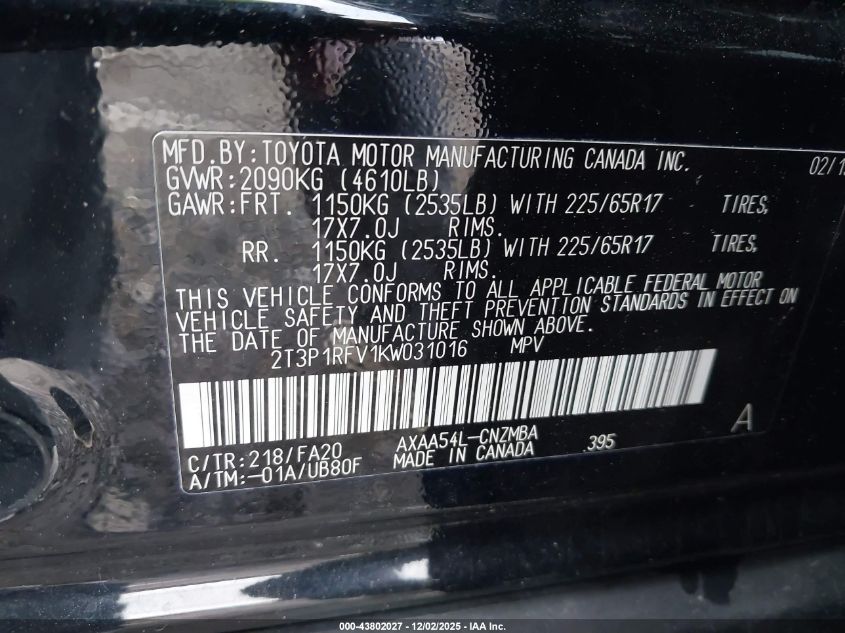 MFD.BY:TOYOTA MOTOR MANUFACTURING CANADA INC. 02/1
GVWR:2090KG (4610LB)
GAWR:FRT. 1150KG (2535LB) WITH 225/65R17 TIRES,
17X7.0J RIMS.
RR. 1150KG (2535LB) WITH 225/65R17 TIRES,
17X7.0J RIMS.
THIS VEHICLE CONFORMS TO ALL APPLICABLE FEDERAL MOTOR
VEHICLE SAFETY AND THEFT PREVENTION STANDARDS IN EFFECT ON
THE DATE OF MANUFACTURE SHOWN ABOVE.
2T3P1RFV1KW031016 MPV
A
C/TR:218/FA20 AXAA54L-CNZMBA 395
A/TM:-01A/UB80F MADE IN CANADA
000-43802027 - 12/02/2025 - IAA Inc.